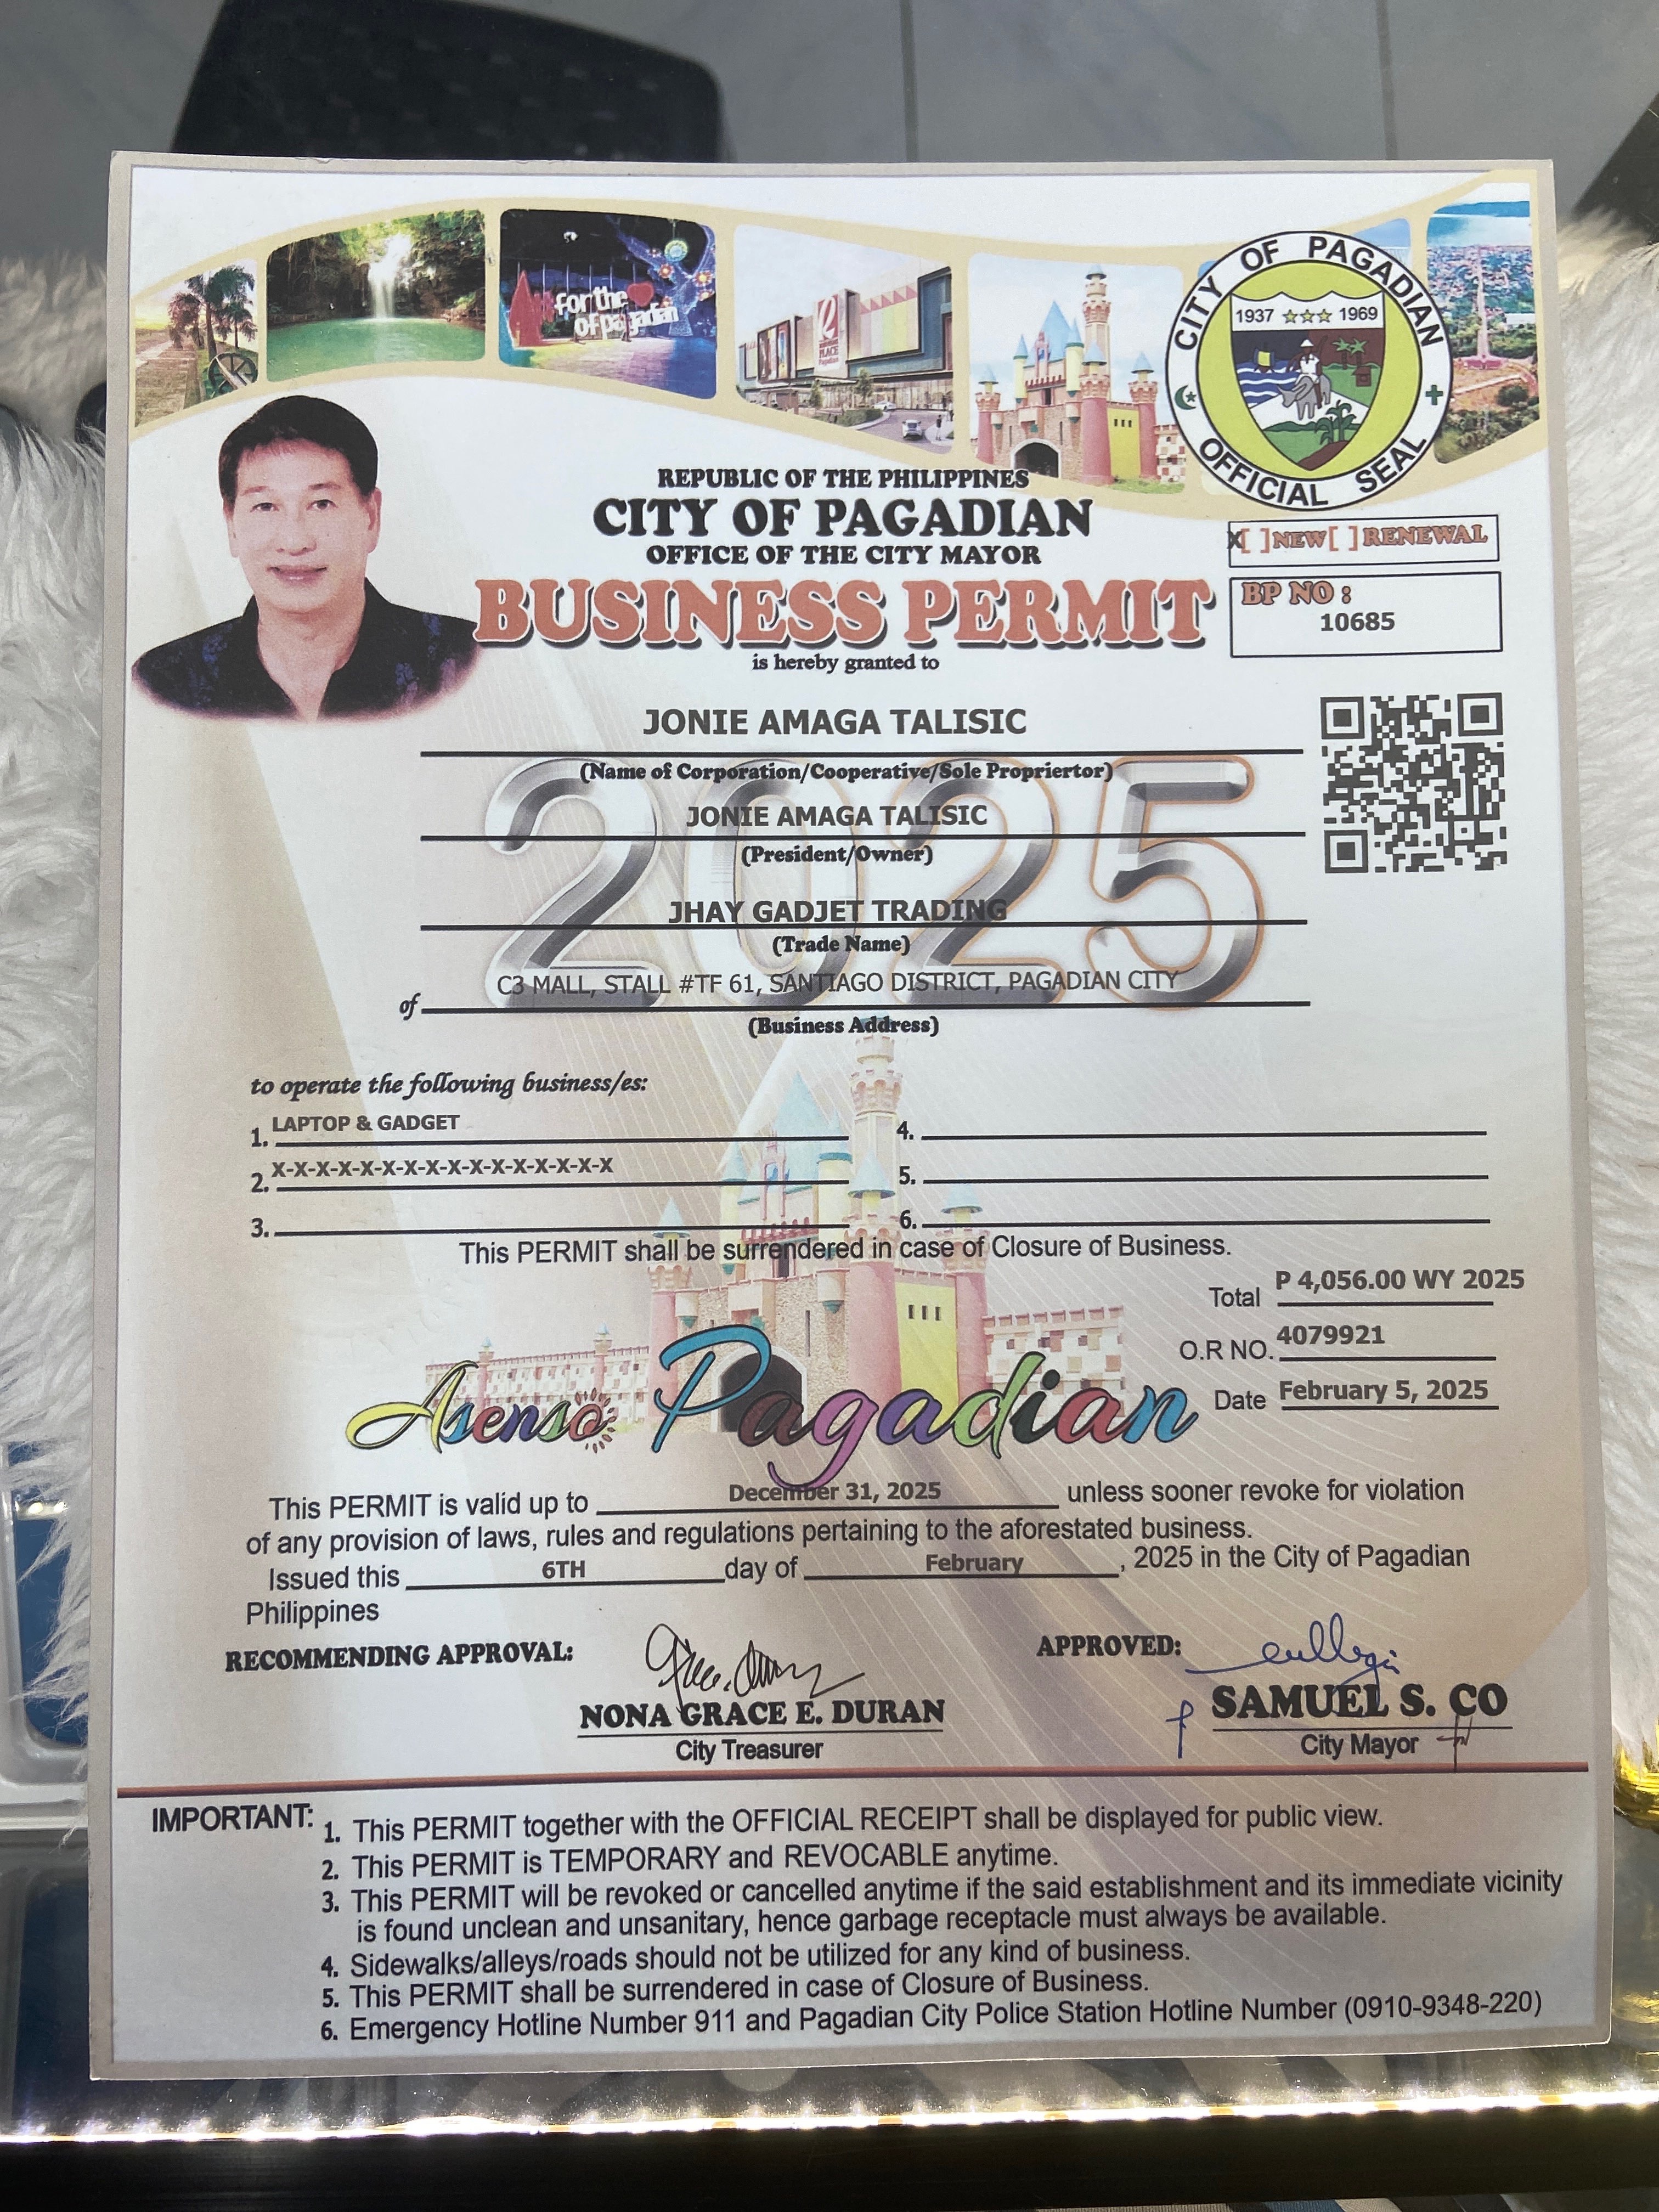 for the
of pagadian
CITY OF PAGADIAN
1937 1969
OFFICIAL SEAL
REPUBLIC OF THE PHILIPPINES
CITY OF PAGADIAN
OFFICE OF THE CITY MAYOR
X[ ]NEW[ ]RENEWAL
BUSINESS PERMIT
BP NO :
10685
is hereby granted to
JONIE AMAGA TALISIC
(Name of Corporation/Cooperative/Sole Propriertor)
JONIE AMAGA TALISIC
(President/Owner)
2025
JHAY GADJET TRADING
(Trade Name)
of C3 MALL, STALL #TF 61, SANTIAGO DISTRICT, PAGADIAN CITY
(Business Address)
to operate the following business/es:
1. LAPTOP & GADGET
2. X-X-X-X-X-X-X-X-X-X-X-X-X-X-X-X
3.
4.
5.
6.
This PERMIT shall be surrendered in case of Closure of Business.
Total P 4,056.00 WY 2025
O.R NO. 4079921
Date February 5, 2025
Asenso Pagadian
This PERMIT is valid up to December 31, 2025 unless sooner revoke for violation
of any provision of laws, rules and regulations pertaining to the aforestated business.
Issued this 6TH day of February, 2025 in the City of Pagadian
Philippines
RECOMMENDING APPROVAL:
NONA GRACE E. DURAN
City Treasurer
APPROVED:
SAMUEL S. CO
City Mayor
IMPORTANT: 1. This PERMIT together with the OFFICIAL RECEIPT shall be displayed for public view.
2. This PERMIT is TEMPORARY and REVOCABLE anytime.
3. This PERMIT will be revoked or cancelled anytime if the said establishment and its immediate vicinity
is found unclean and unsanitary, hence garbage receptacle must always be available.
4. Sidewalks/alleys/roads should not be utilized for any kind of business.
5. This PERMIT shall be surrendered in case of Closure of Business.
6. Emergency Hotline Number 911 and Pagadian City Police Station Hotline Number (0910-9348-220)